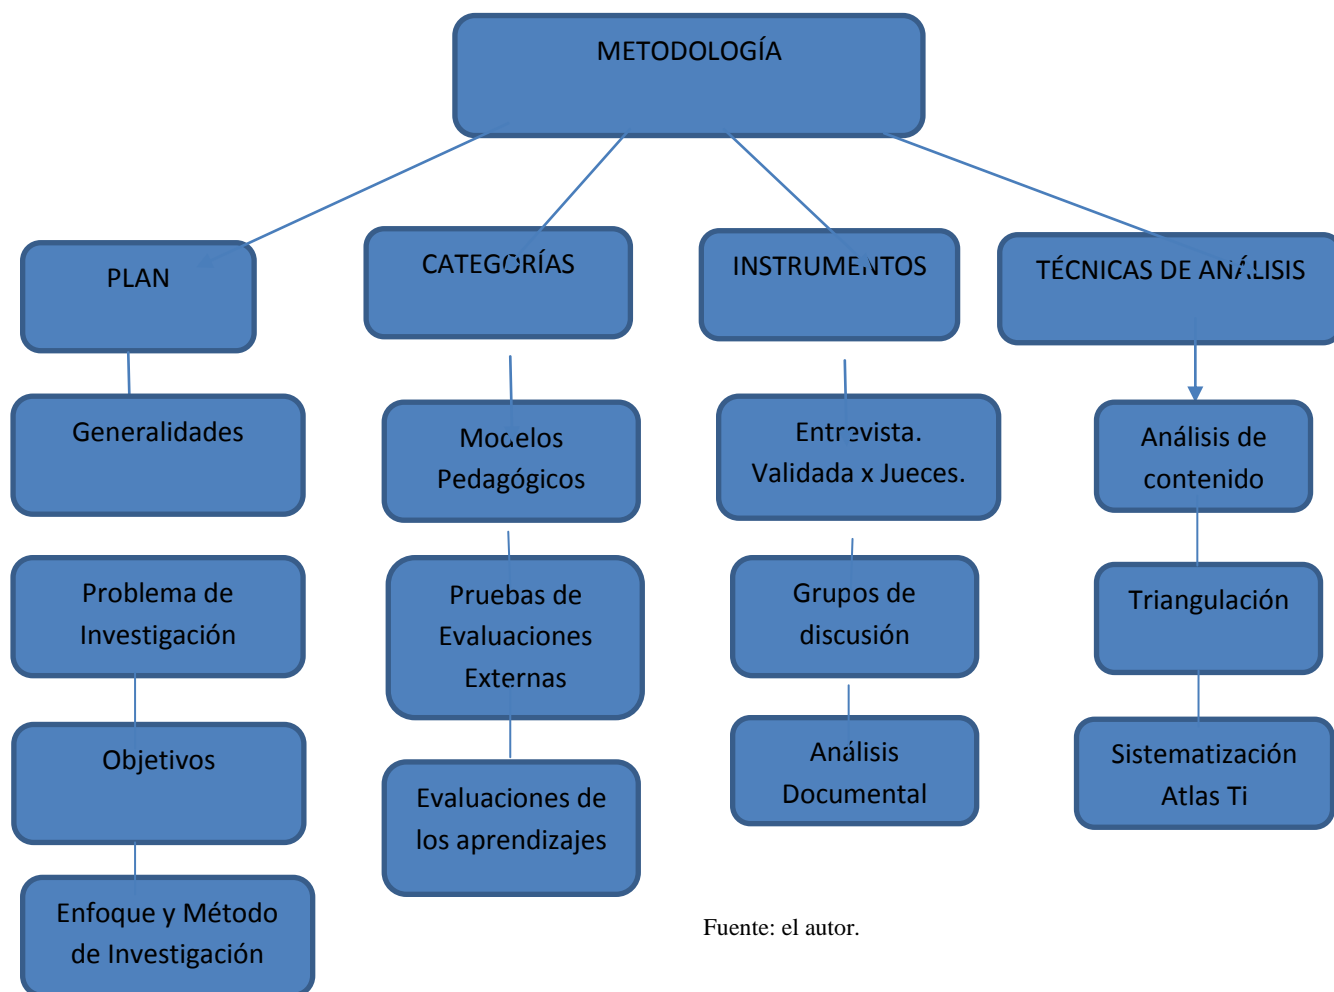 METODOLOGÍA
PLAN
CATEGORÍAS
INSTRUMENTOS
TÉCNICAS DE ANÁLISIS
Generalidades
Modelos
Pedagógicos
Entrevista.
Validada x Jueces.
Análisis de
contenido
Problema de
Investigación
Pruebas de
Evaluaciones
Externas
Grupos de
discusión
Triangulación
Objetivos
Evaluaciones de
los aprendizajes
Análisis
Documental
Sistematización
Atlas Ti
Enfoque y Método
de Investigación
Fuente: el autor.